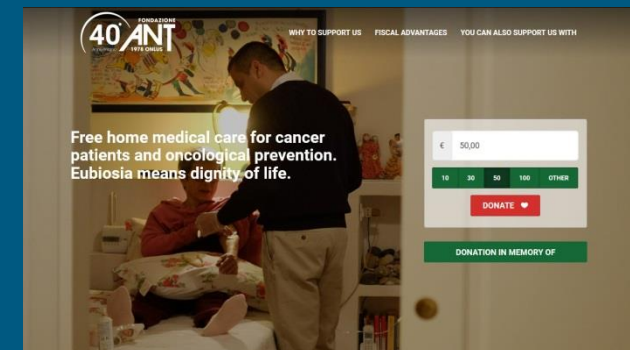 FONDAZIONE
40° ANT
1978 ONLUS
WHY TO SUPPORT US FISCAL ADVANTAGES YOU CAN ALSO SUPPORT US WITH
Free home medical care for cancer
patients and oncological prevention.
Eubiosia means dignity of life.
€ 50,00
10 30 50 100 OTHER
DONATE
DONATION IN MEMORY OF